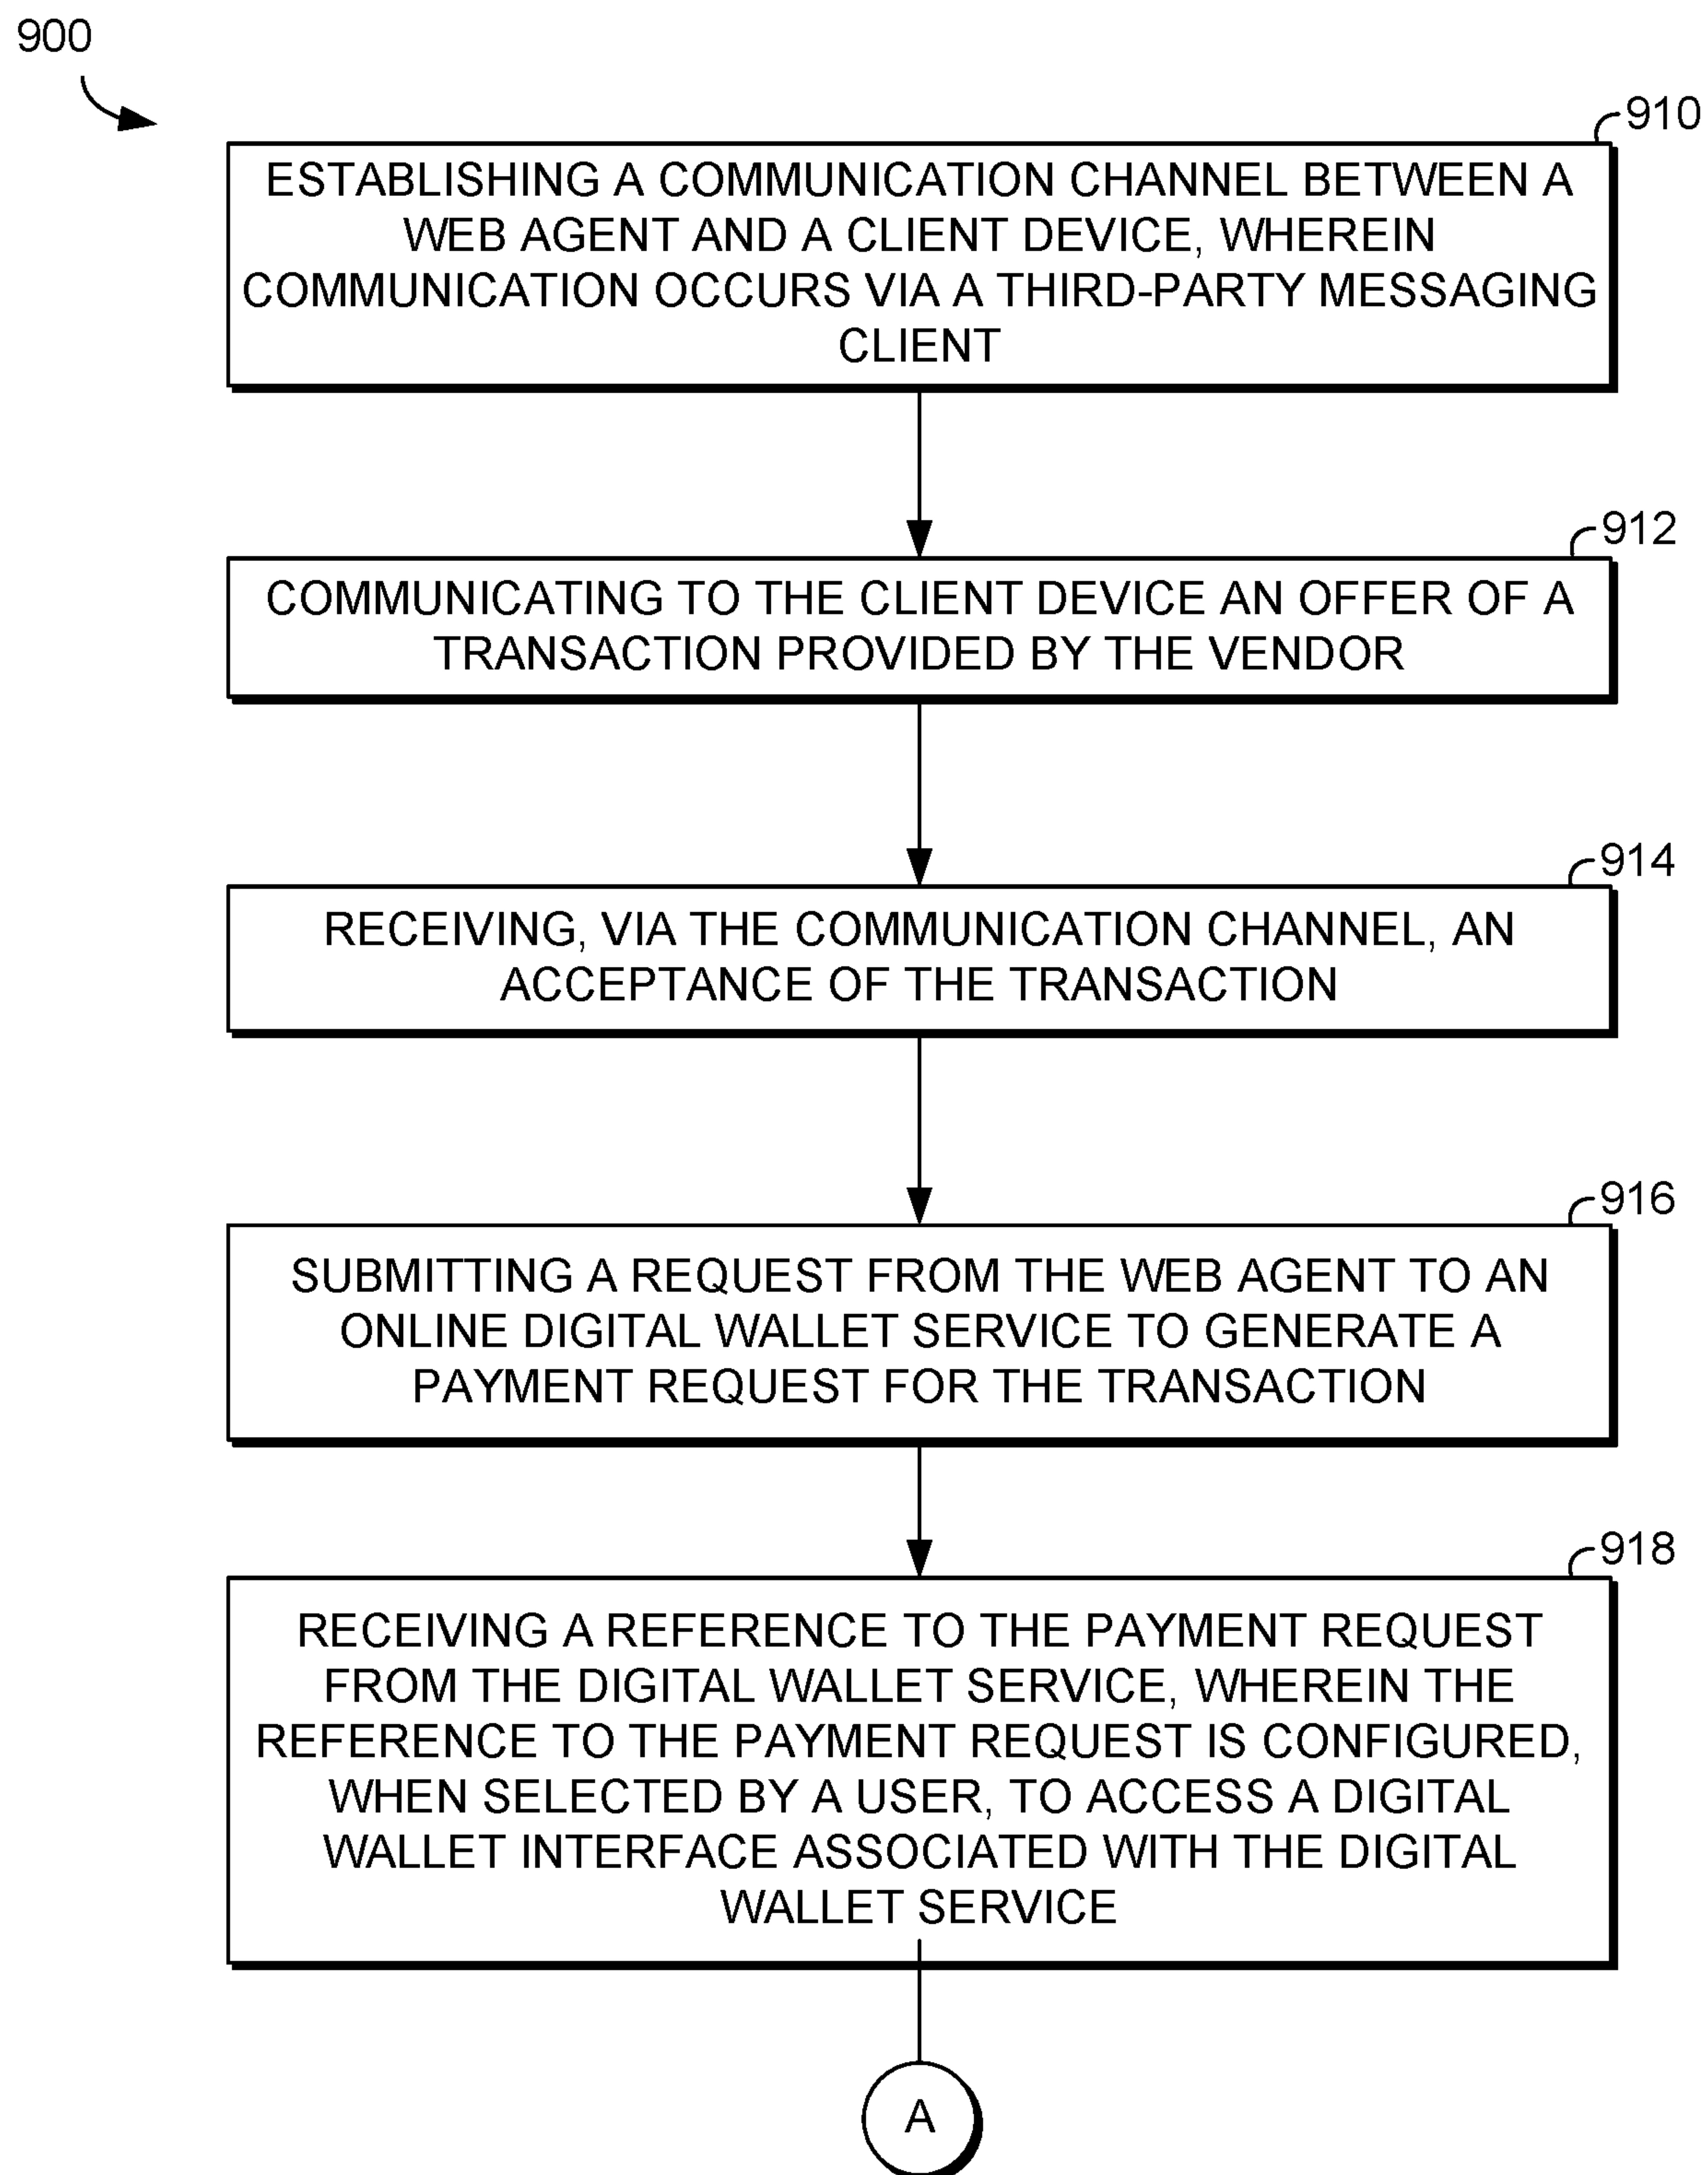 900
910
ESTABLISHING A COMMUNICATION CHANNEL BETWEEN A
WEB AGENT AND A CLIENT DEVICE, WHEREIN
COMMUNICATION OCCURS VIA A THIRD-PARTY MESSAGING
CLIENT
912
COMMUNICATING TO THE CLIENT DEVICE AN OFFER OF A
TRANSACTION PROVIDED BY THE VENDOR
914
RECEIVING, VIA THE COMMUNICATION CHANNEL, AN
ACCEPTANCE OF THE TRANSACTION
916
SUBMITTING A REQUEST FROM THE WEB AGENT TO AN
ONLINE DIGITAL WALLET SERVICE TO GENERATE A
PAYMENT REQUEST FOR THE TRANSACTION
918
RECEIVING A REFERENCE TO THE PAYMENT REQUEST
FROM THE DIGITAL WALLET SERVICE, WHEREIN THE
REFERENCE TO THE PAYMENT REQUEST IS CONFIGURED,
WHEN SELECTED BY A USER, TO ACCESS A DIGITAL
WALLET INTERFACE ASSOCIATED WITH THE DIGITAL
WALLET SERVICE
A